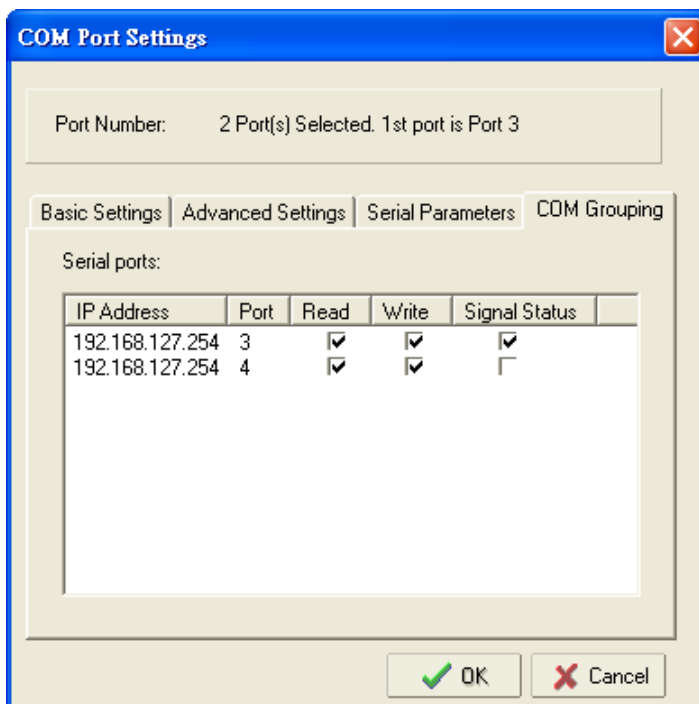 COM Port Settings
Port Number: 2 Port(s) Selected. 1st port is Port 3
Basic Settings Advanced Settings Serial Parameters COM Grouping
Serial ports:
IP Address Port Read Write Signal Status
192.168.127.254 3
192.168.127.254 4
OK Cancel